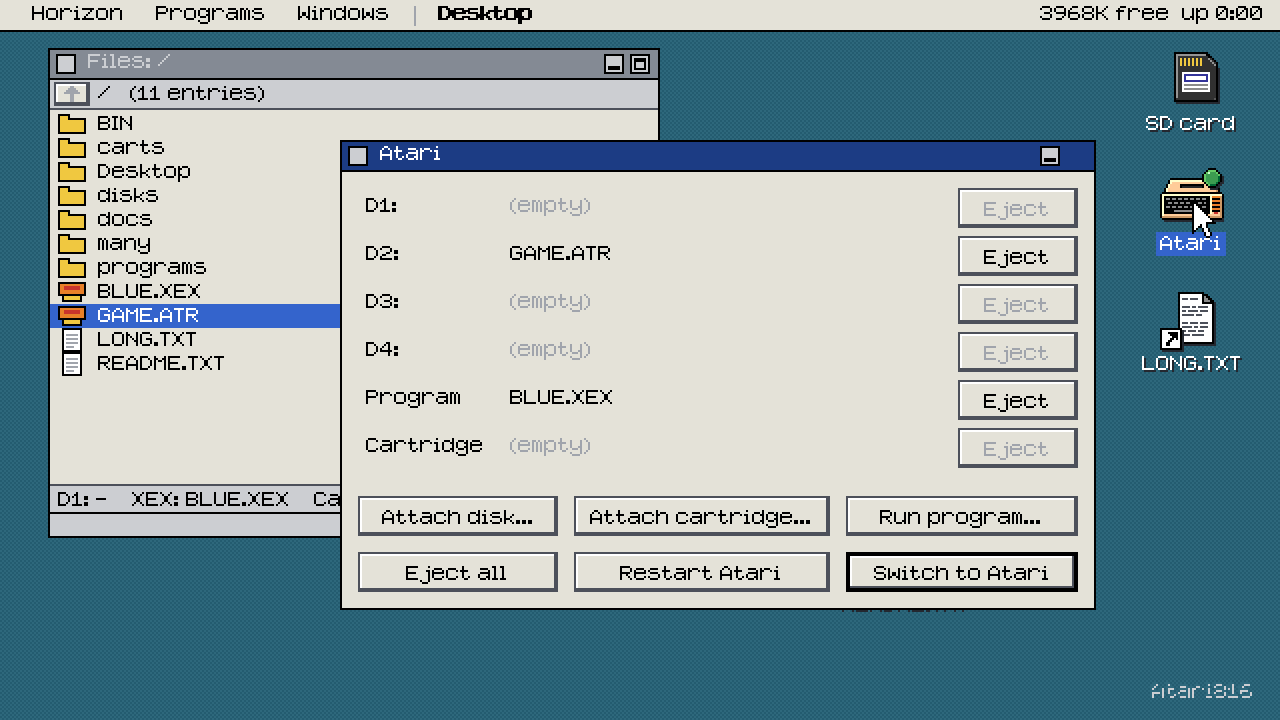 Horizon Programs Windows | Desktop 3968K free up 0:00
Files: /
/ (11 entries)
BIN
carts
Desktop
disks
docs
many
programs
BLUE.XEX
GAME.ATR
LONG.TXT
README.TXT
D1: - XEX: BLUE.XEX Ca
Atari
D1: (empty) Eject
D2: GAME.ATR Eject
D3: (empty) Eject
D4: (empty) Eject
Program BLUE.XEX Eject
Cartridge (empty) Eject
Attach disk... Attach cartridge... Run program...
Eject all Restart Atari Switch to Atari
SD card
Atari
LONG.TXT
Atari816